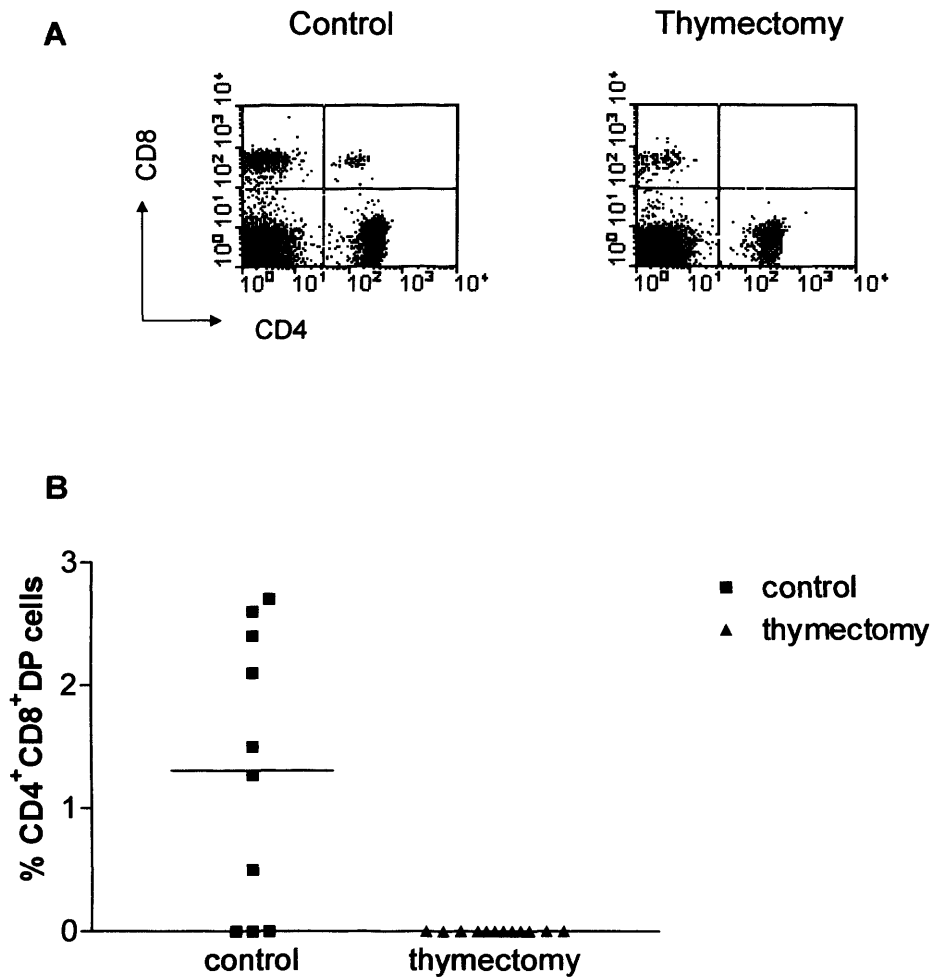 A
Control
Thymectomy
CD8
10⁰ 10¹ 10² 10³ 10⁴
10⁰ 10¹ 10² 10³ 10⁴
CD4
10⁰ 10¹ 10² 10³ 10⁴
10⁰ 10¹ 10² 10³ 10⁴
B
% CD4⁺CD8⁺DP cells
3
2
1
0
control
thymectomy
control
thymectomy